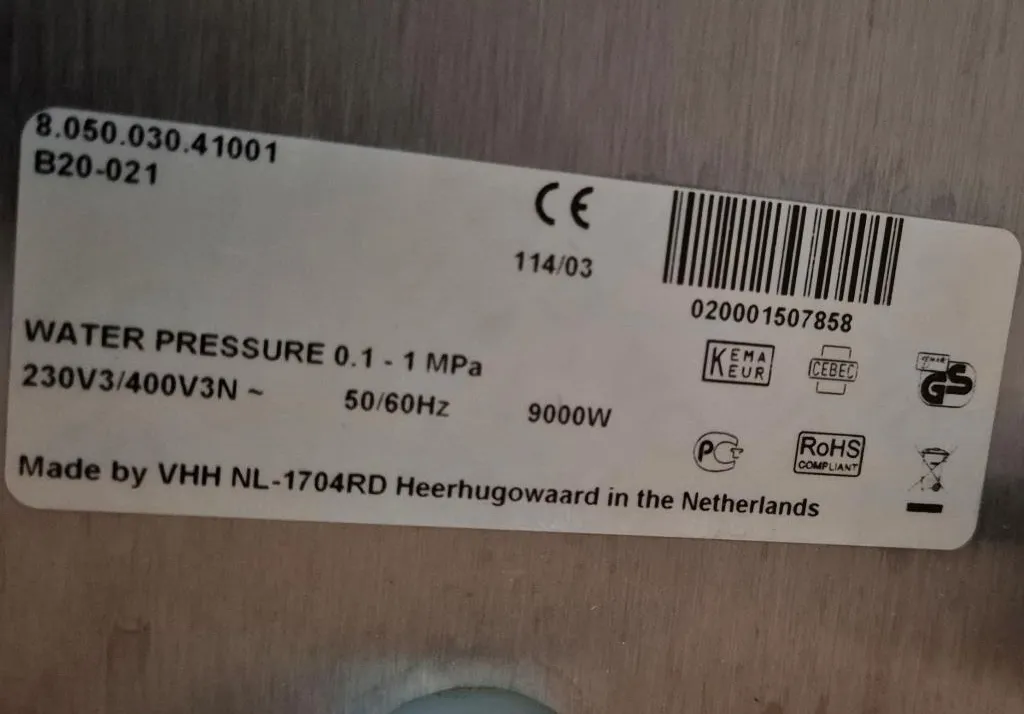 8.050.030.41001
B20-021
CE
114/03
020001507858
WATER PRESSURE 0.1 - 1 MPa
230V3/400V3N ~ 50/60Hz 9000W
KEMA
KEUR
CEBEC
GS
PC
RoHS
COMPLIANT
Made by VHH NL-1704RD Heerhugowaard in the Netherlands